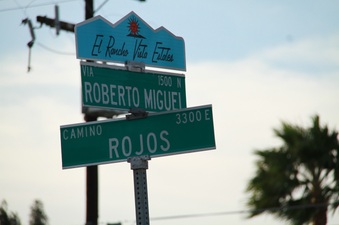 El Rancho Vista Estates
VIA 1500 N
ROBERTO MIGUEL
CAMINO 3300 E
ROJOS